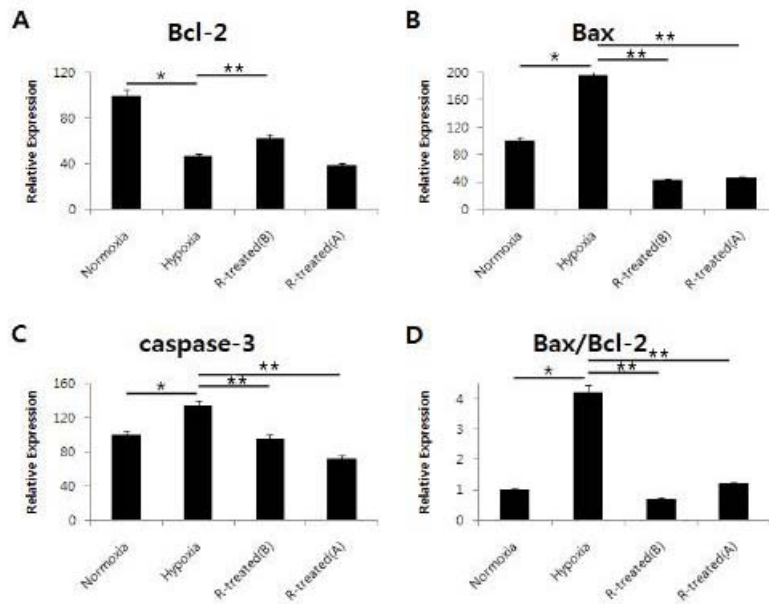 A
Bcl-2
* **
Relative Expression
120
80
40
0
Normoxia
Hypoxia
R-treated(B)
R-treated(A)
B
Bax
**
* **
Relative Expression
200
160
120
80
40
0
Normoxia
Hypoxia
R-treated(B)
R-treated(A)
C
caspase-3
**
* **
Relative Expression
160
120
80
40
0
Normoxia
Hypoxia
R-treated(B)
R-treated(A)
D
Bax/Bcl-2
**
* **
Relative Expression
4
3
2
1
0
Normoxia
Hypoxia
R-treated(B)
R-treated(A)